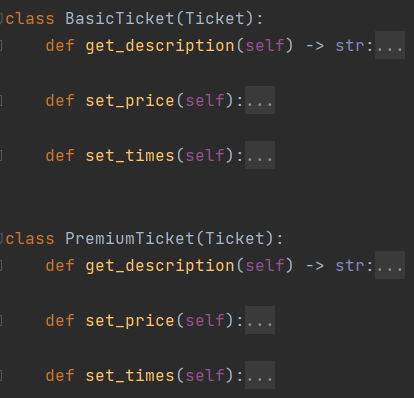 class BasicTicket(Ticket):
def get_description(self) -> str:...
def set_price(self):...
def set_times(self):...
class PremiumTicket(Ticket):
def get_description(self) -> str:...
def set_price(self):...
def set_times(self):...